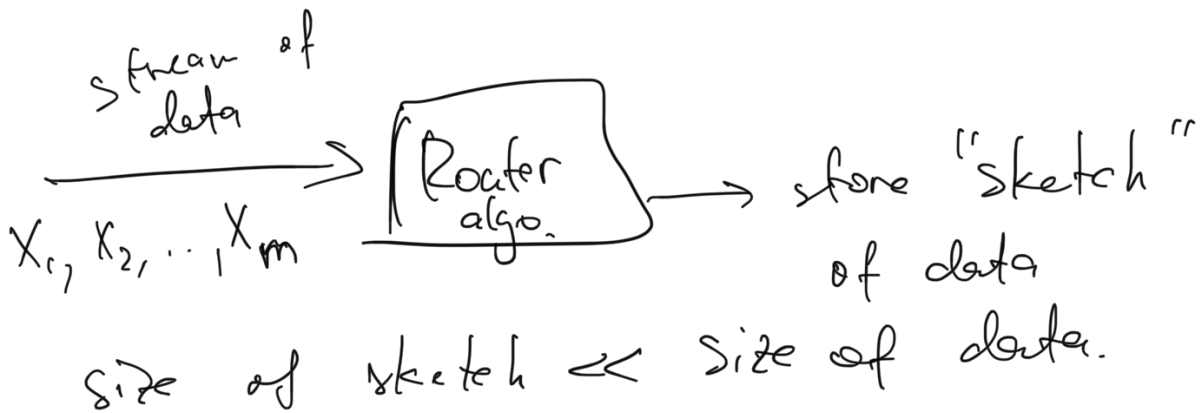 stream of
data
X₁, X₂, ..., Xₘ
Router
algo.
store "sketch"
of data
size of sketch << size of data.